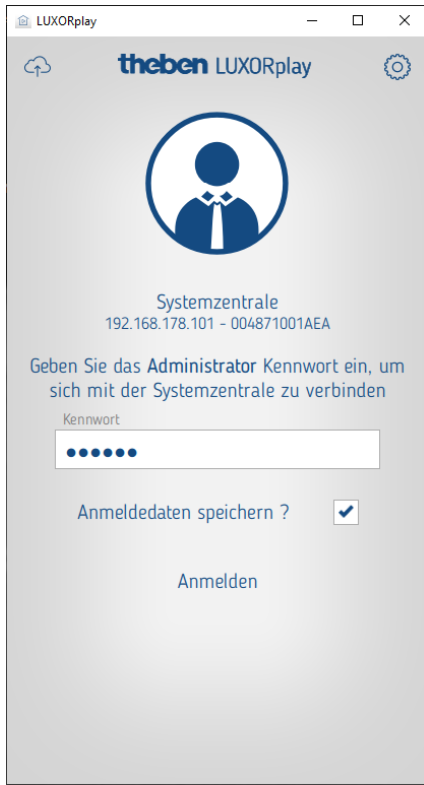 LUXORplay
theben LUXORplay
Systemzentrale
192.168.178.101 - 004871001AEA
Geben Sie das Administrator Kennwort ein, um
sich mit der Systemzentrale zu verbinden
Kennwort
●●●●●●
Anmeldedaten speichern ?
Anmelden